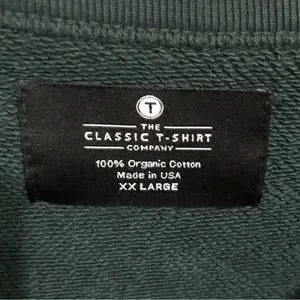 T
THE
CLASSIC T-SHIRT
COMPANY
100% Organic Cotton
Made in USA
XX LARGE